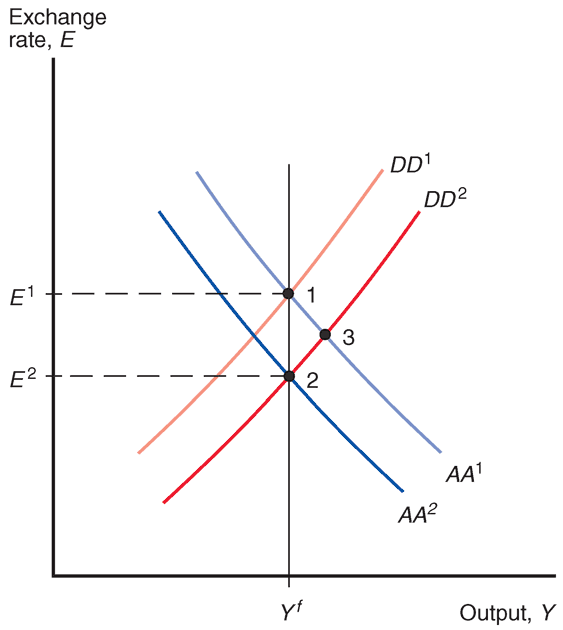 Exchange
rate, E
DD¹
DD²
E¹
1
3
E²
2
AA¹
AA²
Yᶠ
Output, Y